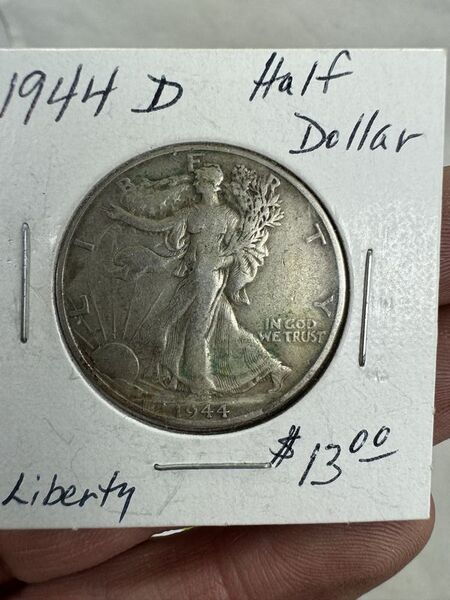 1944 D Half
Dollar
LIBERTY
IN GOD
WE TRUST
1944
$13.00
Liberty